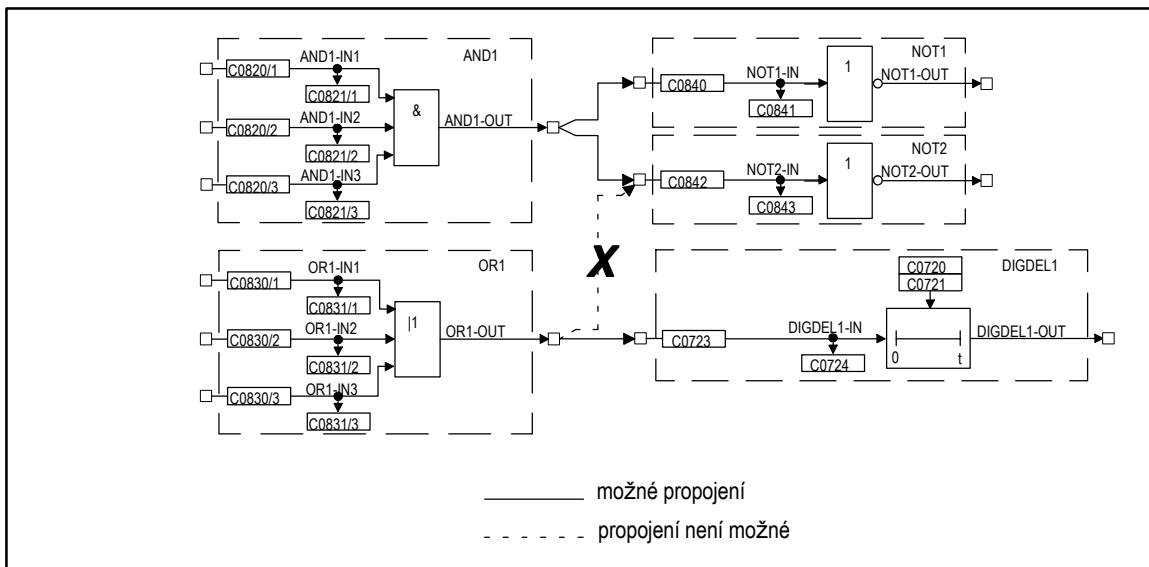 AND1
C0820/1
AND1-IN1
C0821/1
C0820/2
AND1-IN2
C0821/2
C0820/3
AND1-IN3
C0821/3
&
AND1-OUT
NOT1
C0840
NOT1-IN
C0841
1
NOT1-OUT
NOT2
C0842
NOT2-IN
C0843
1
NOT2-OUT
OR1
C0830/1
OR1-IN1
C0831/1
C0830/2
OR1-IN2
C0831/2
C0830/3
OR1-IN3
C0831/3
|1
OR1-OUT
X
DIGDEL1
C0720
C0721
C0723
DIGDEL1-IN
C0724
0 t
DIGDEL1-OUT
možné propojení
propojení není možné